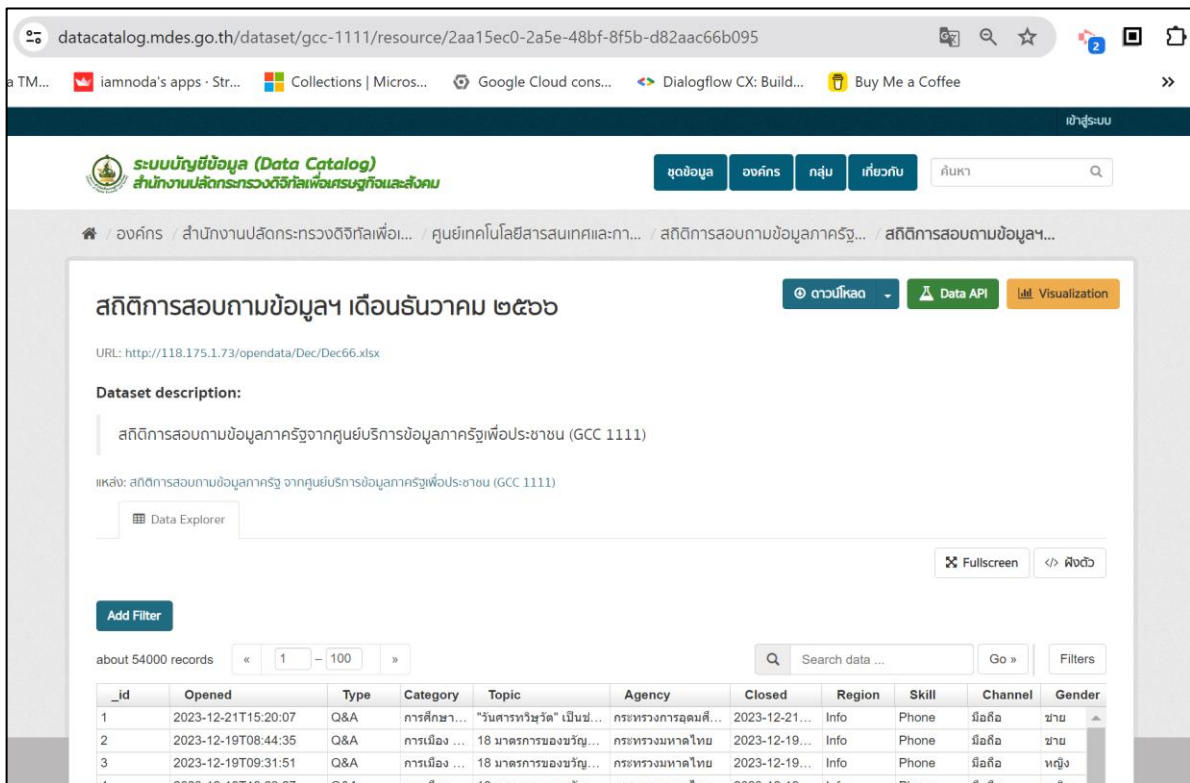 datacatalog.mdes.go.th/dataset/gcc-1111/resource/2aa15ec0-2a5e-48bf-8f5b-d82aac66b095
2
a TM... iamnoda's apps · Str... Collections | Micros... Google Cloud cons... Dialogflow CX: Build... Buy Me a Coffee »
เข้าสู่ระบบ
ระบบบัญชีข้อมูล (Data Catalog)
สำนักงานปลัดกระทรวงดิจิทัลเพื่อเศรษฐกิจและสังคม
ชุดข้อมูล องค์กร กลุ่ม เกี่ยวกับ ค้นหา
/ องค์กร / สำนักงานปลัดกระทรวงดิจิทัลเพื่อเ... / ศูนย์เทคโนโลยีสารสนเทศและกา... / สถิติการสอบถามข้อมูลภาครัฐ... / สถิติการสอบถามข้อมูลฯ...
ดาวน์โหลด Data API Visualization
สถิติการสอบถามข้อมูลฯ เดือนธันวาคม ๒๕๖๖
URL: http://118.175.1.73/opendata/Dec/Dec66.xlsx
Dataset description:
สถิติการสอบถามข้อมูลภาครัฐจากศูนย์บริการข้อมูลภาครัฐเพื่อประชาชน (GCC 1111)
แหล่ง: สถิติการสอบถามข้อมูลภาครัฐ จากศูนย์บริการข้อมูลภาครัฐเพื่อประชาชน (GCC 1111)
Data Explorer
Fullscreen </> ฝังตัว
Add Filter
about 54000 records « 1 – 100 » Search data ... Go » Filters
_id Opened Type Category Topic Agency Closed Region Skill Channel Gender
1 2023-12-21T15:20:07 Q&A การศึกษา... "วันศารทวิษุวัต" เป็นช่... กระทรวงการอุดมศึ... 2023-12-21... Info Phone มือถือ ชาย
2 2023-12-19T08:44:35 Q&A การเมือง ... 18 มาตรการของขวัญ... กระทรวงมหาดไทย 2023-12-19... Info Phone มือถือ ชาย
3 2023-12-19T09:31:51 Q&A การเมือง ... 18 มาตรการของขวัญ... กระทรวงมหาดไทย 2023-12-19... Info Phone มือถือ หญิง